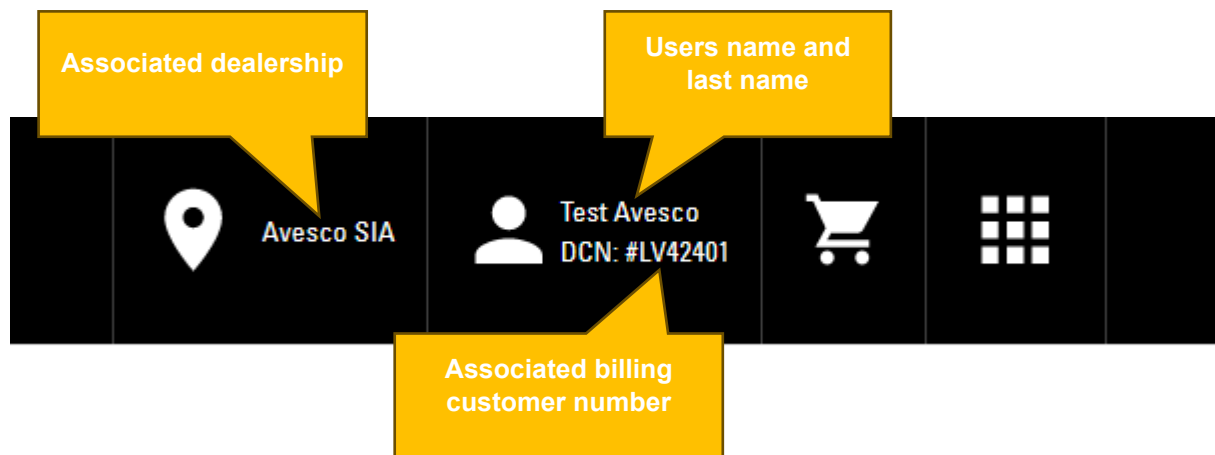 Associated dealership
Users name and
last name
Avesco SIA
Test Avesco
DCN: #LV42401
Associated billing
customer number